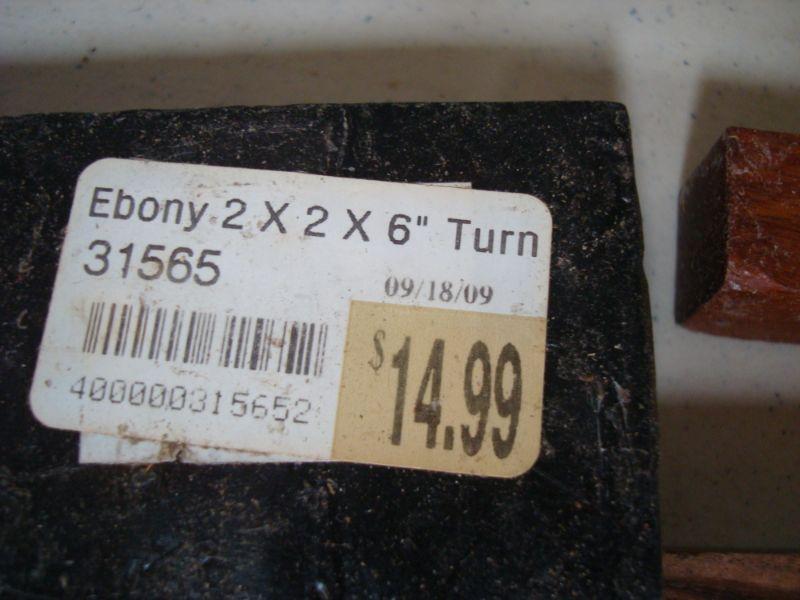 Ebony 2 X 2 X 6" Turn
31565
09/18/09
$14.99
400000315652